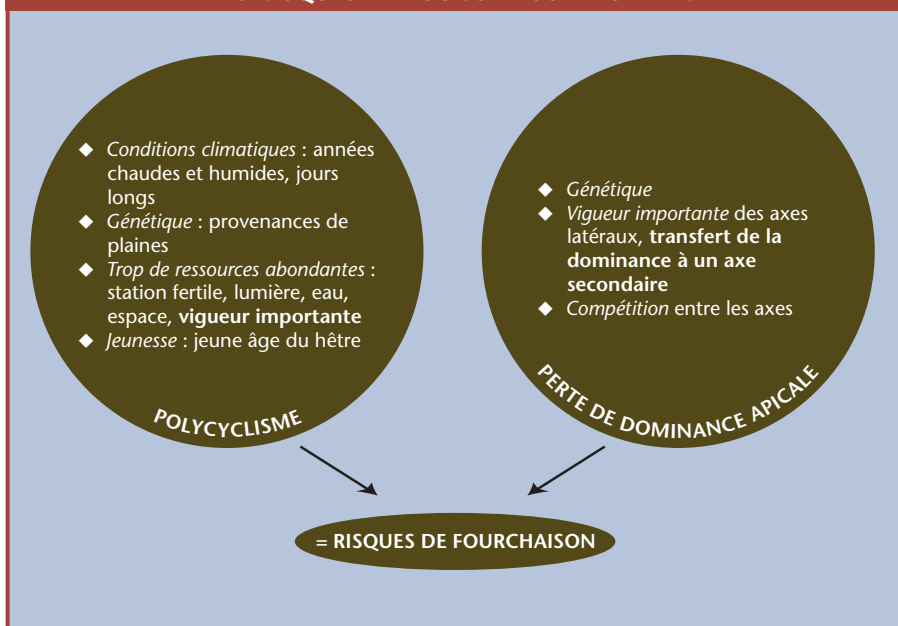 ◆ Conditions climatiques : années
chaudes et humides, jours
longs
◆ Génétique : provenances de
plaines
◆ Trop de ressources abondantes :
station fertile, lumière, eau,
espace, vigueur importante
◆ Jeunesse : jeune âge du hêtre
POLYCYCLISME
◆ Génétique
◆ Vigueur importante des axes
latéraux, transfert de la
dominance à un axe
secondaire
◆ Compétition entre les axes
PERTE DE DOMINANCE APICALE
= RISQUES DE FOURCHAISON